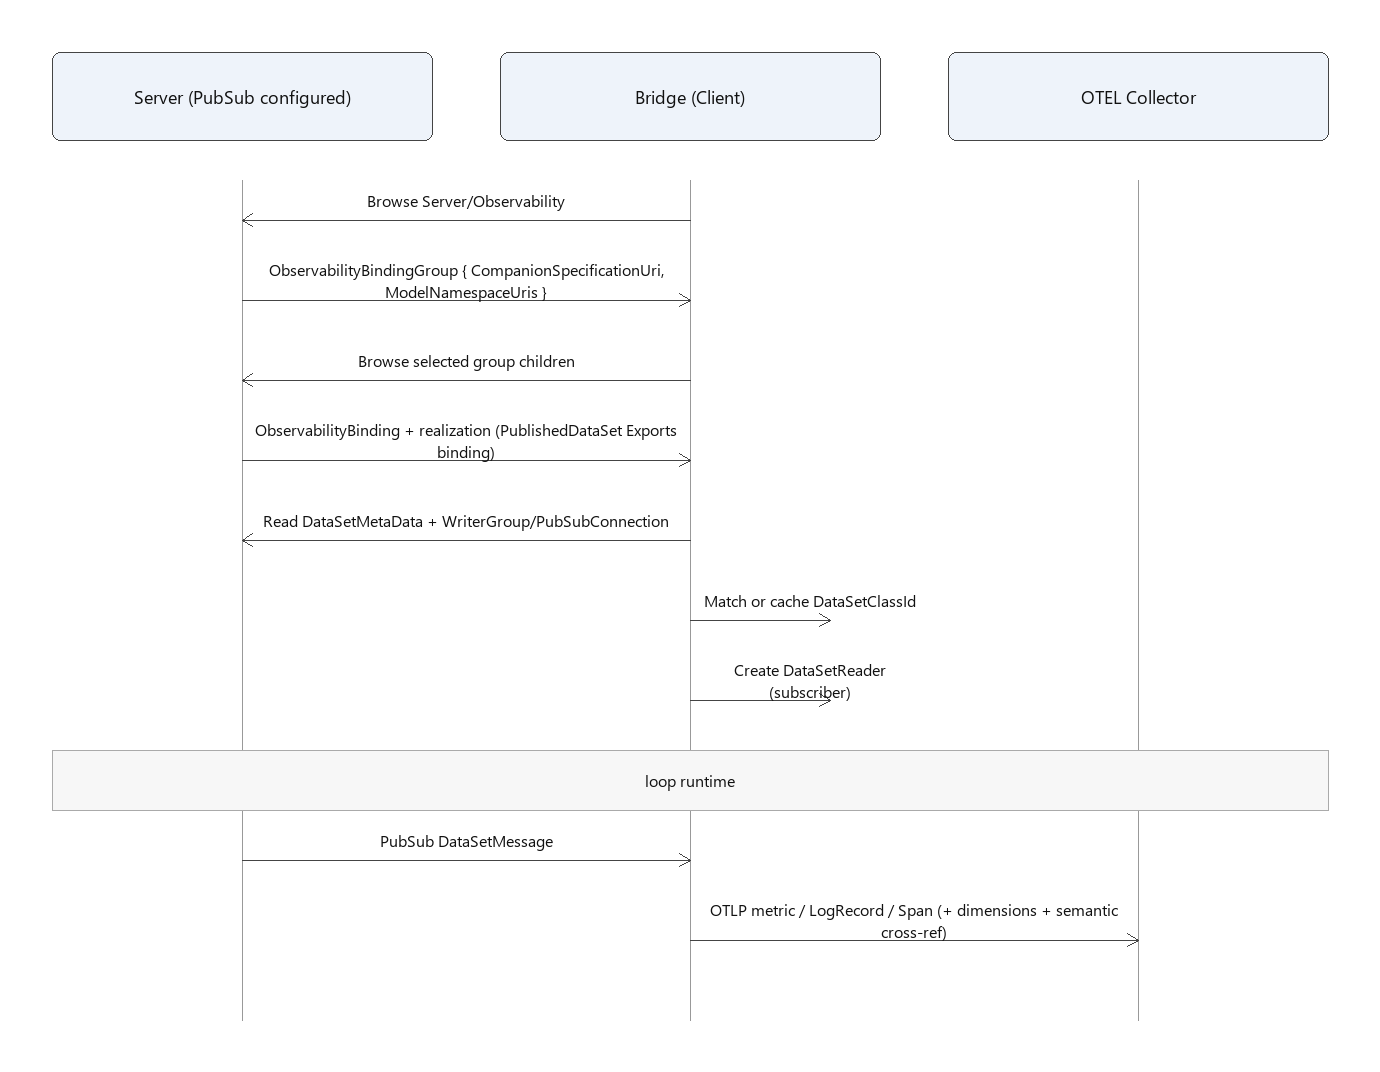 Server (PubSub configured)
Bridge (Client)
OTEL Collector
Browse Server/Observability
ObservabilityBindingGroup { CompanionSpecificationUri,
ModelNamespaceUris }
Browse selected group children
ObservabilityBinding + realization (PublishedDataSet Exports
binding)
Read DataSetMetaData + WriterGroup/PubSubConnection
Match or cache DataSetClassId
Create DataSetReader
(subscriber)
loop runtime
PubSub DataSetMessage
OTLP metric / LogRecord / Span (+ dimensions + semantic
cross-ref)